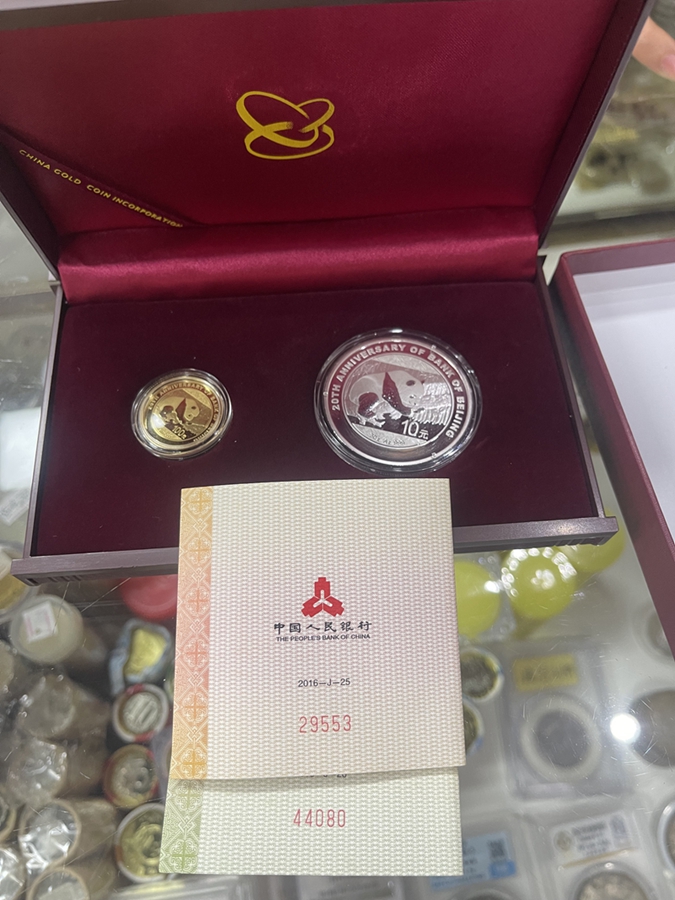 CHINA GOLD COIN INCORPORATION
20TH ANNIVERSARY OF BANK OF BEIJING
10元
中国人民银行
THE PEOPLE'S BANK OF CHINA
2016—J—25
29553
44080